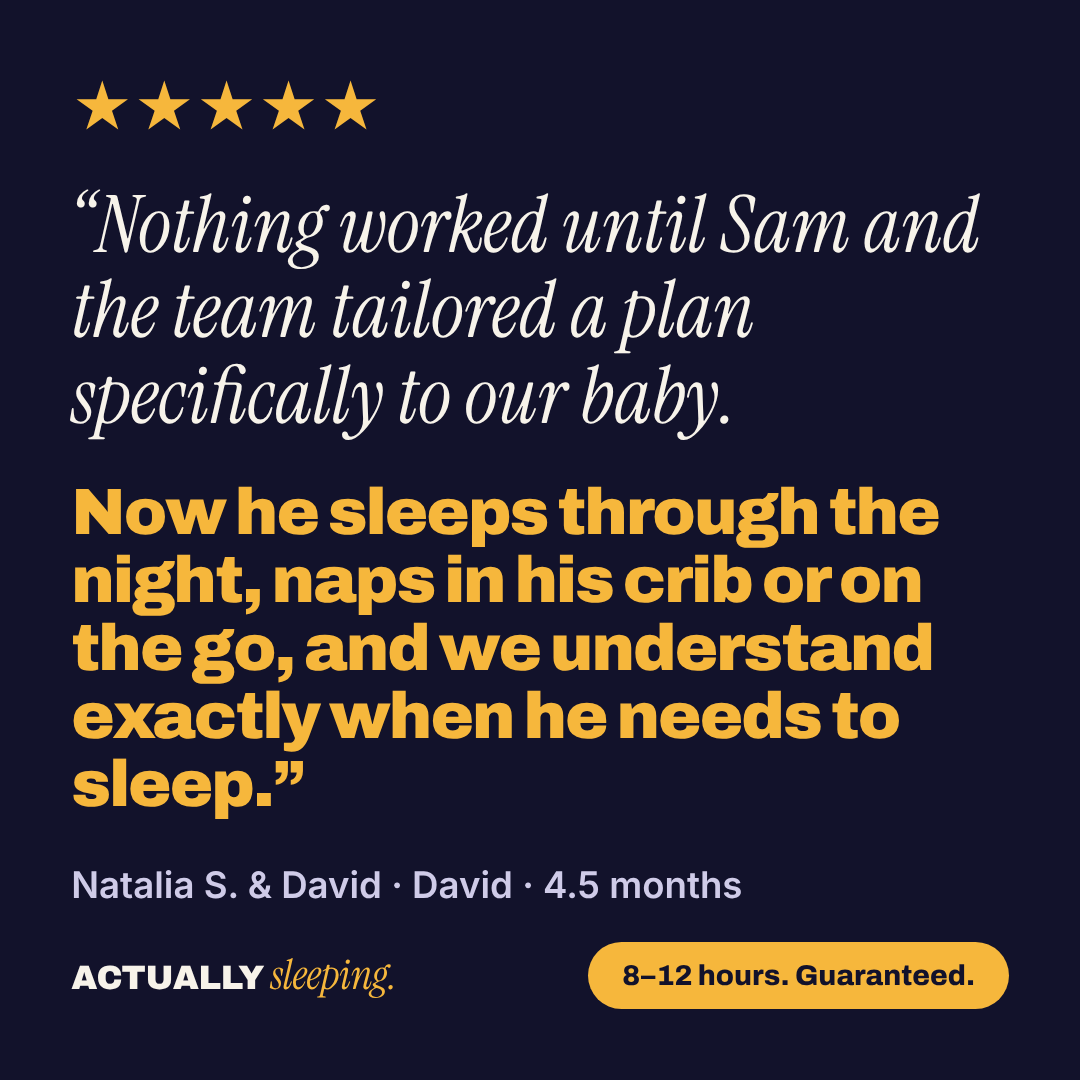 ★★★★★
“Nothing worked until Sam and
the team tailored a plan
specifically to our baby.
Now he sleeps through the
night, naps in his crib or on
the go, and we understand
exactly when he needs to
sleep.”
Natalia S. & David · David · 4.5 months
ACTUALLY sleeping.
8–12 hours. Guaranteed.